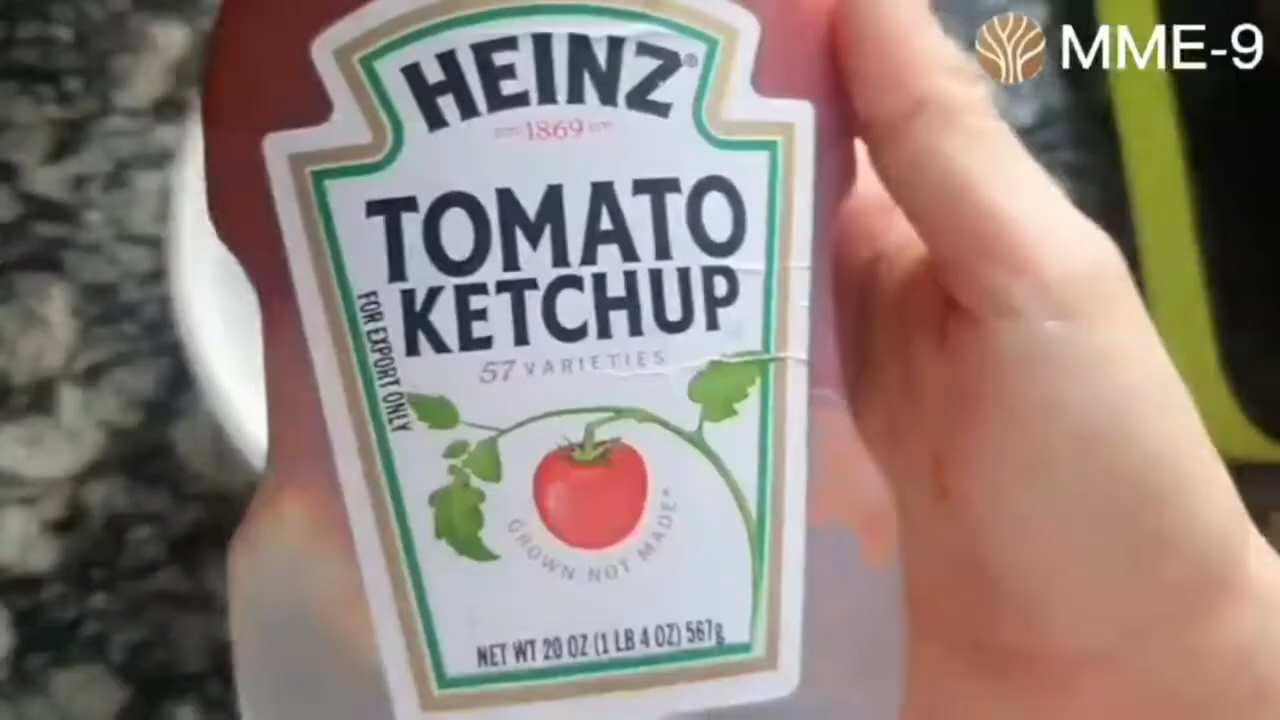 MME-9
HEINZ®
1869
TOMATO
KETCHUP
57 VARIETIES
FOR EXPORT ONLY
GROWN NOT MADE
NET WT 20 OZ (1 LB 4 OZ) 567g